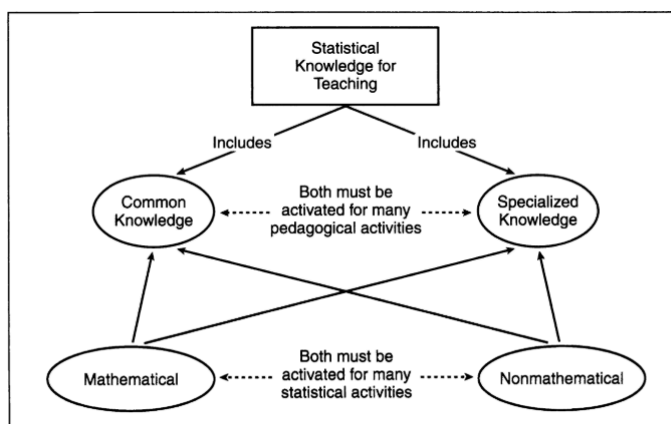 Statistical
Knowledge for
Teaching
Includes
Includes
Common
Knowledge
Both must be
activated for many
pedagogical activities
Specialized
Knowledge
Mathematical
Both must be
activated for many
statistical activities
Nonmathematical